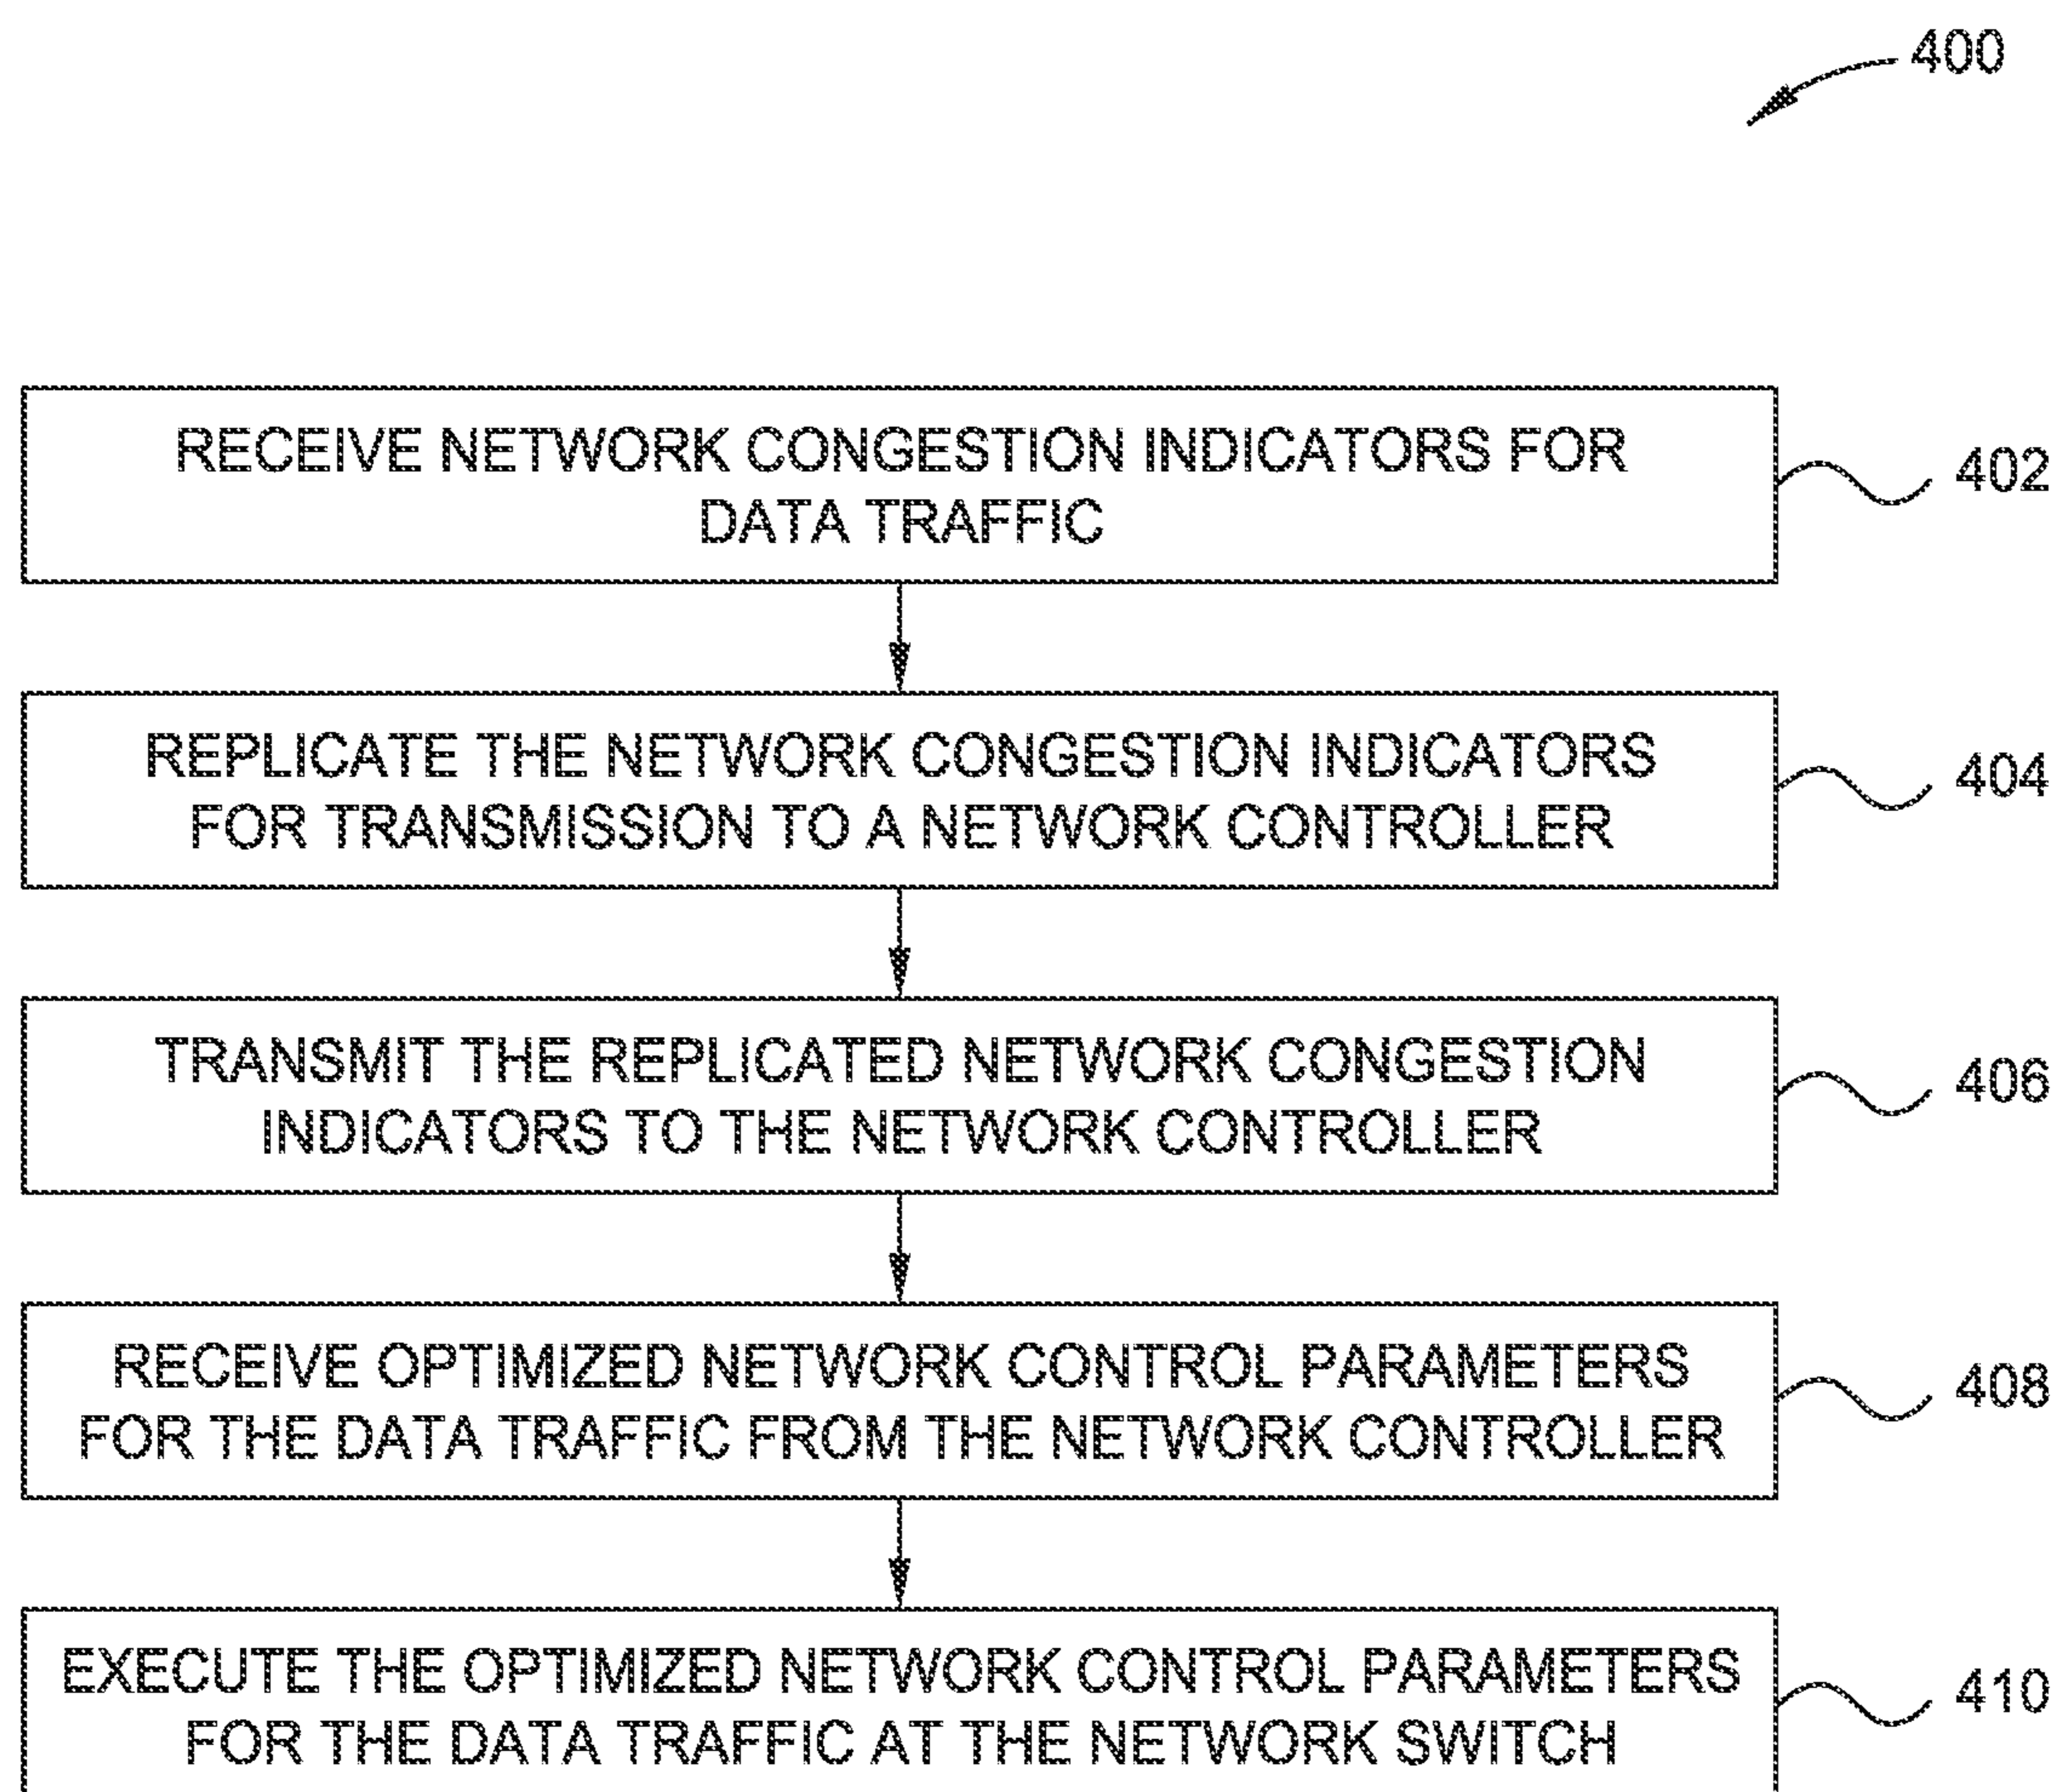 400
RECEIVE NETWORK CONGESTION INDICATORS FOR
DATA TRAFFIC
402
REPLICATE THE NETWORK CONGESTION INDICATORS
FOR TRANSMISSION TO A NETWORK CONTROLLER
404
TRANSMIT THE REPLICATED NETWORK CONGESTION
INDICATORS TO THE NETWORK CONTROLLER
406
RECEIVE OPTIMIZED NETWORK CONTROL PARAMETERS
FOR THE DATA TRAFFIC FROM THE NETWORK CONTROLLER
408
EXECUTE THE OPTIMIZED NETWORK CONTROL PARAMETERS
FOR THE DATA TRAFFIC AT THE NETWORK SWITCH
410